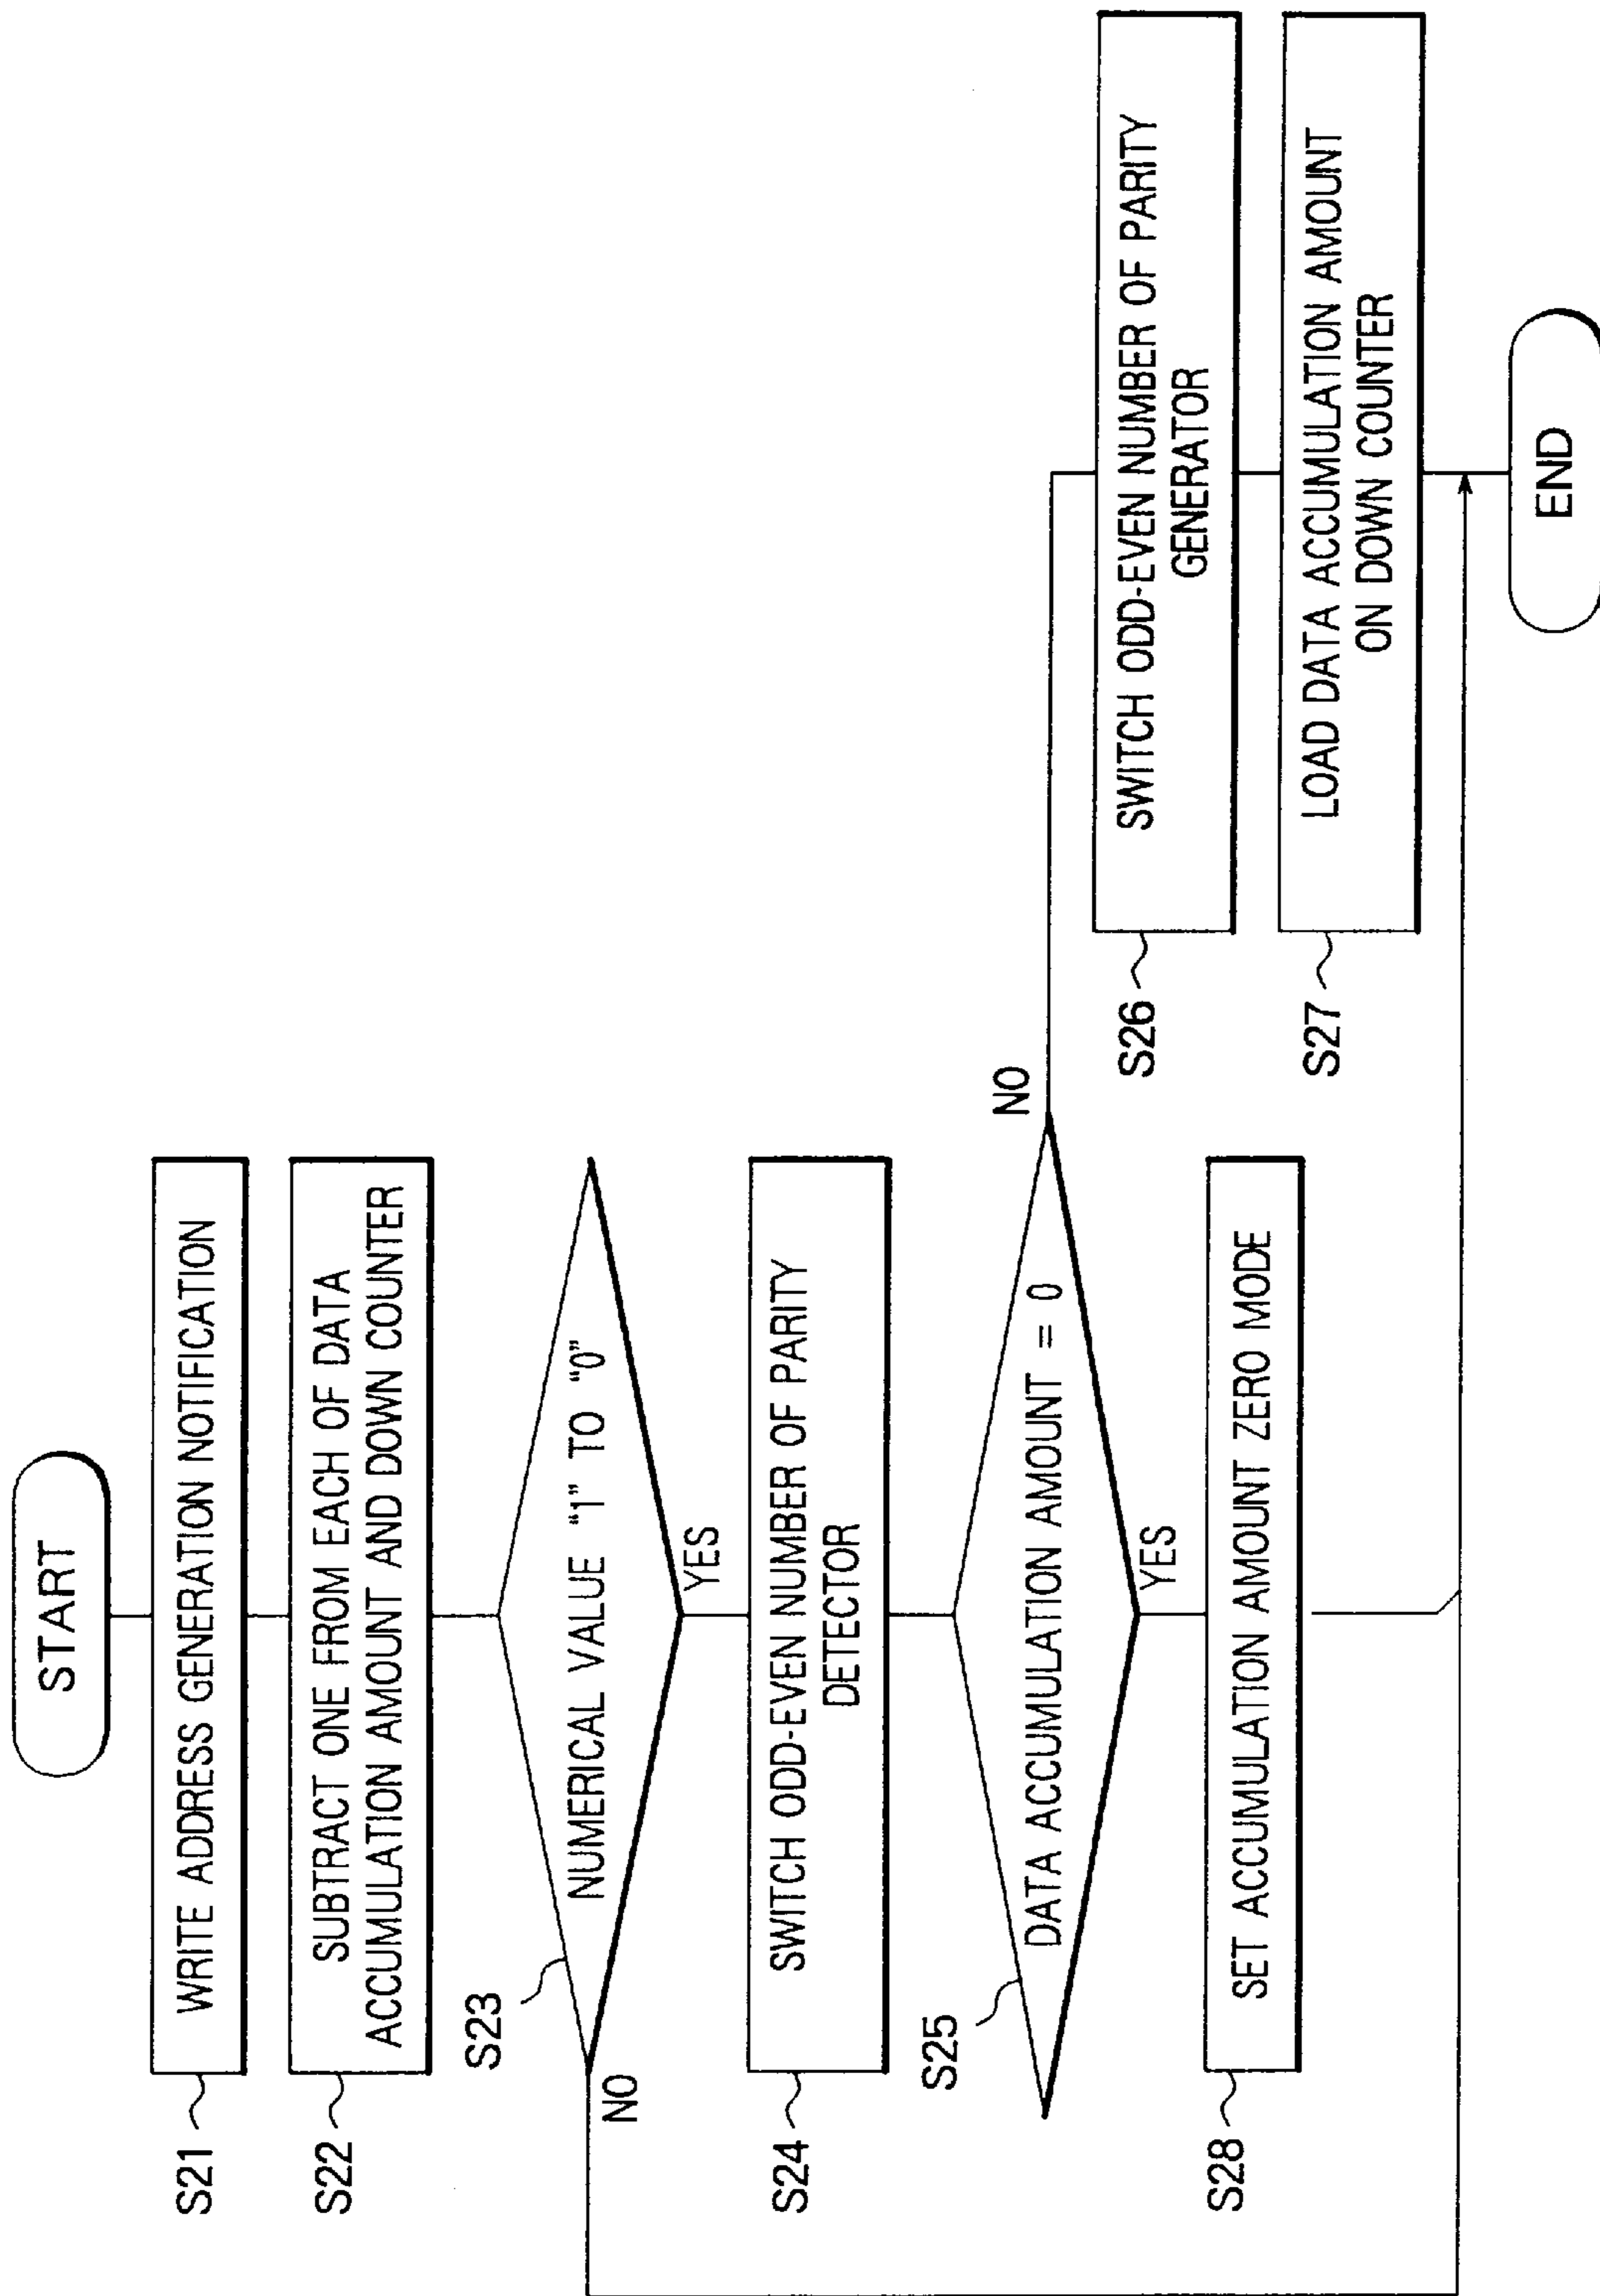 START
S21
WRITE ADDRESS GENERATION NOTIFICATION
S22
SUBTRACT ONE FROM EACH OF DATA
ACCUMULATION AMOUNT AND DOWN COUNTER
S23
NUMERICAL VALUE “1” TO “0”
NO
YES
S24
SWITCH ODD-EVEN NUMBER OF PARITY
DETECTOR
S25
DATA ACCUMULATION AMOUNT = 0
NO
YES
S26
SWITCH ODD-EVEN NUMBER OF PARITY
GENERATOR
S28
SET ACCUMULATION AMOUNT ZERO MODE
S27
LOAD DATA ACCUMULATION AMOUNT
ON DOWN COUNTER
END